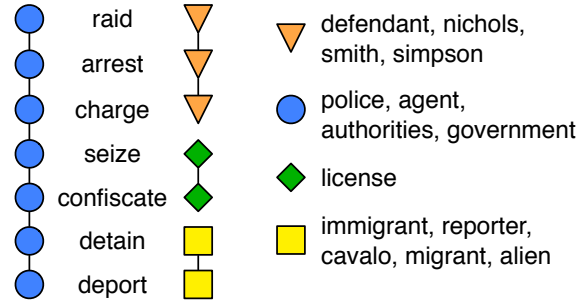 raid
arrest
charge
seize
confiscate
detain
deport
defendant, nichols,
smith, simpson
police, agent,
authorities, government
license
immigrant, reporter,
cavalo, migrant, alien